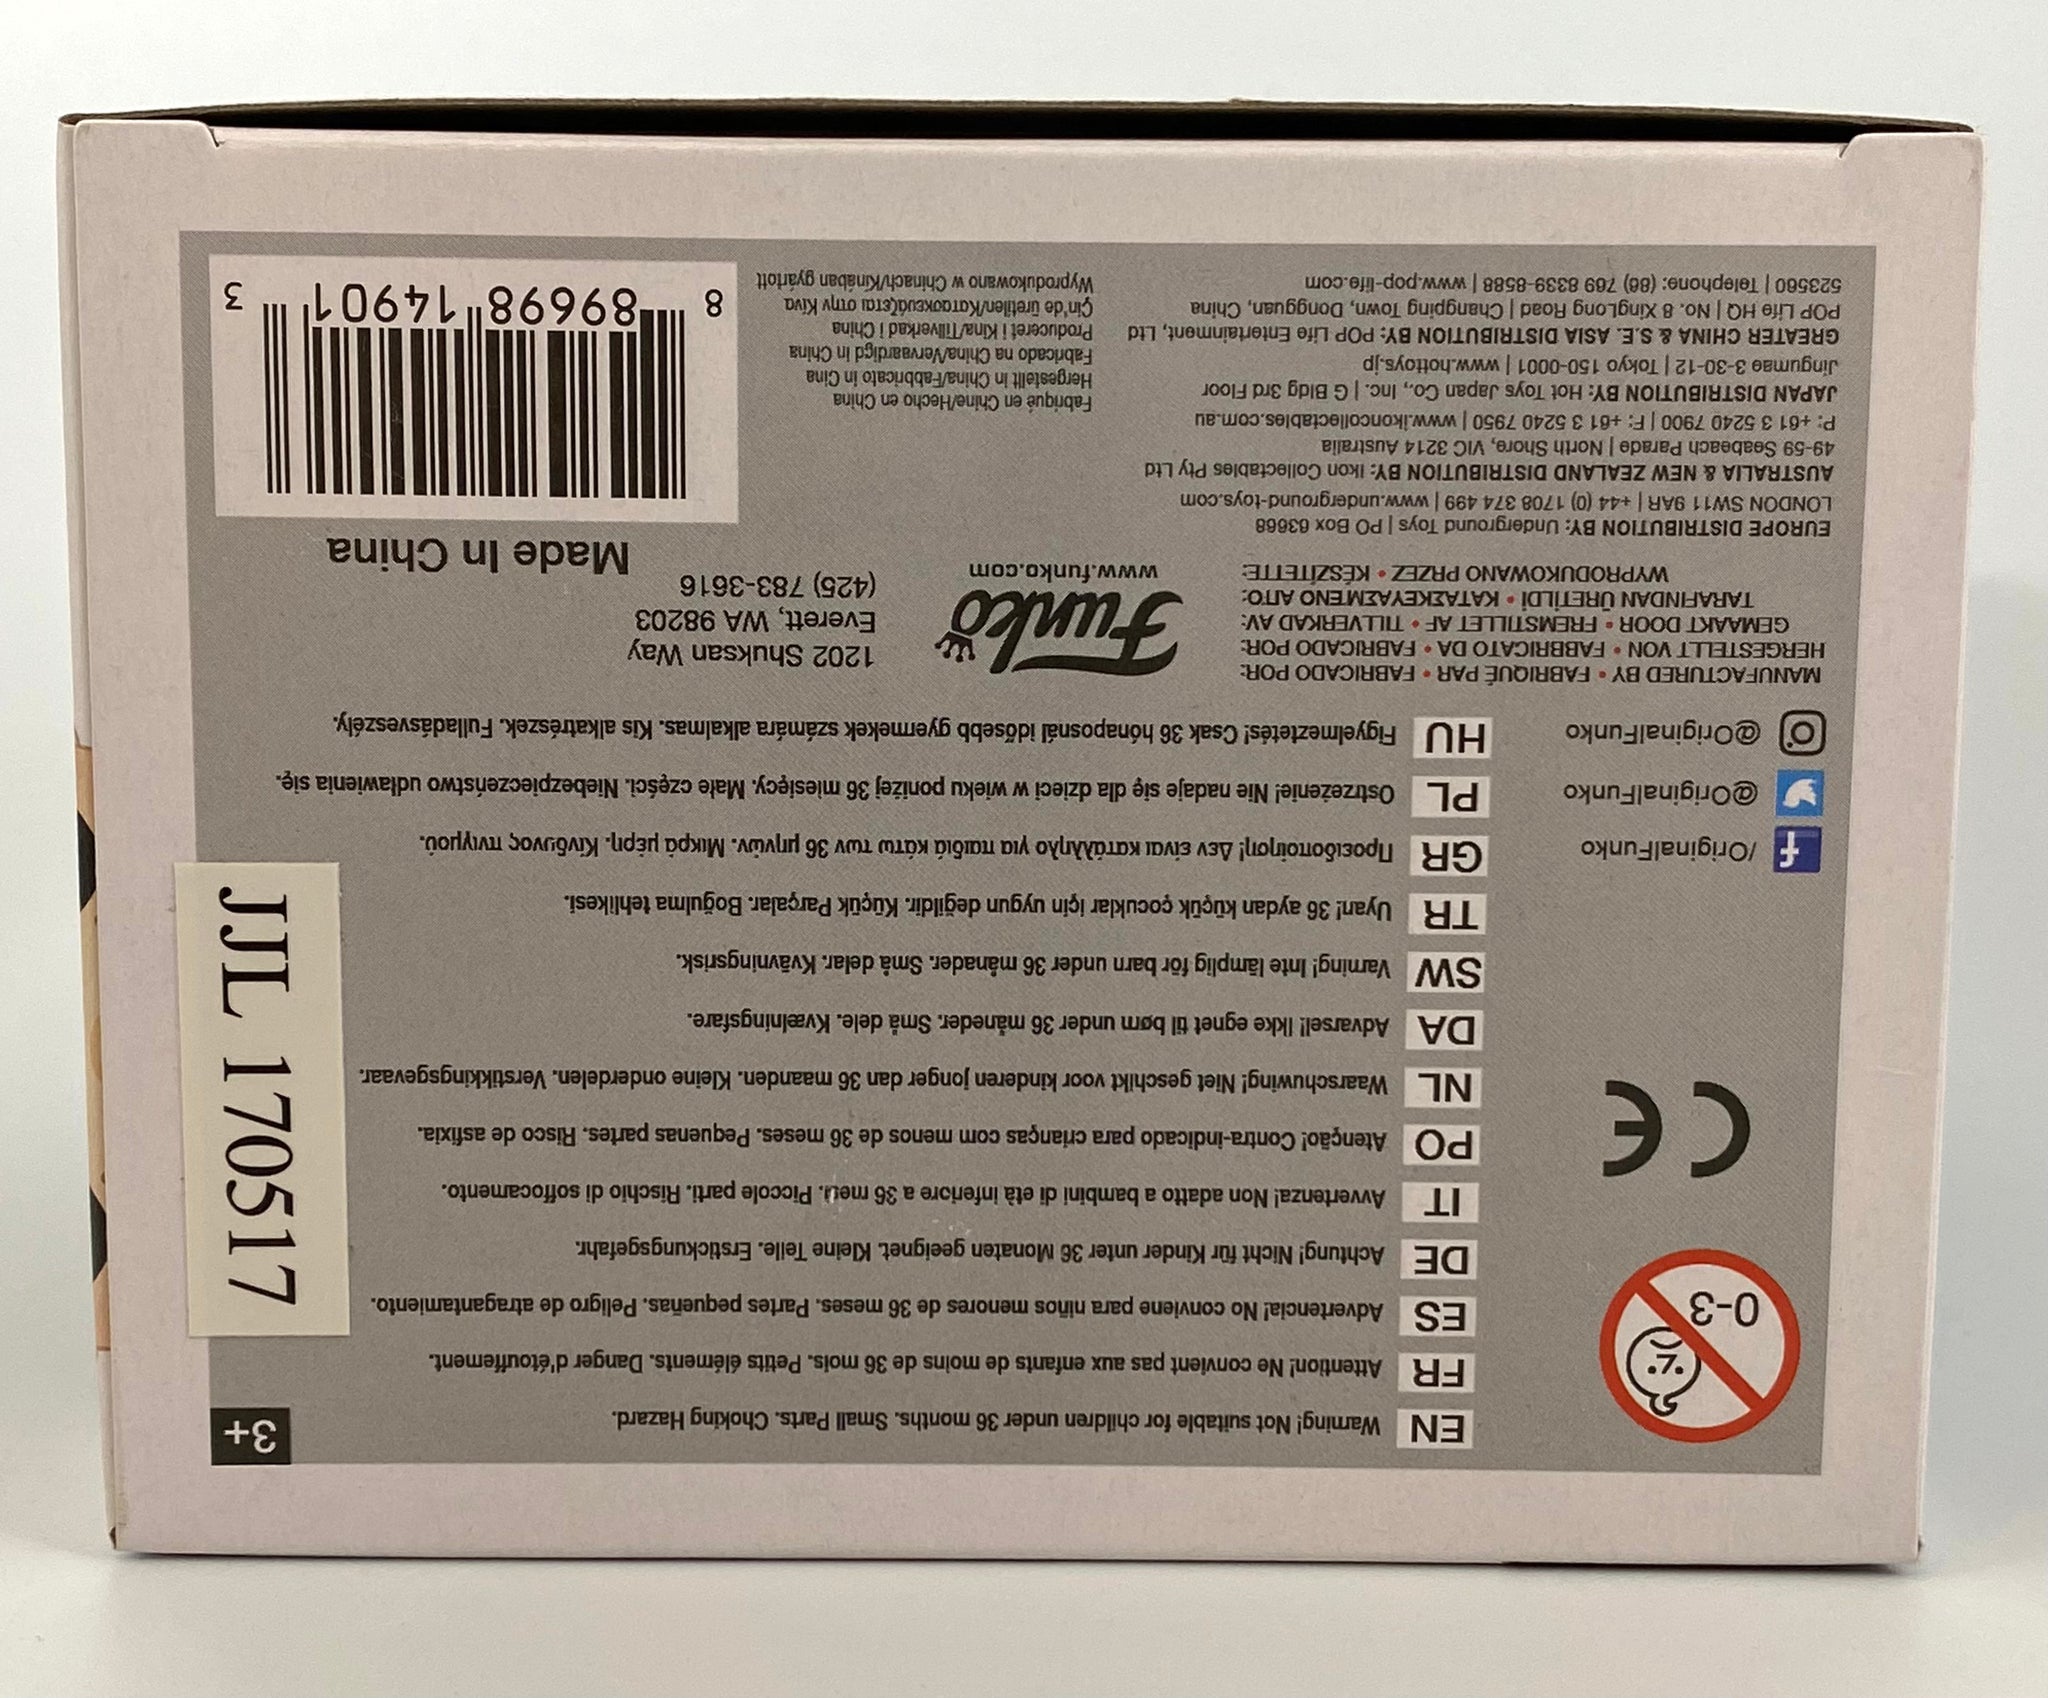 3+
EN Warning! Not suitable for children under 36 months. Small Parts. Choking Hazard.
FR Attention! Ne convient pas aux enfants de moins de 36 mois. Petits éléments. Danger d'étouffement.
ES Advertencia! No conviene para niños menores de 36 meses. Partes pequeñas. Peligro de atragantamiento.
DE Achtung! Nicht für Kinder unter 36 Monaten geeignet. Kleine Teile. Erstickungsgefahr.
IT Avvertenza! Non adatto a bambini di età inferiore a 36 Piccole parti. Rischio di soffocamento.
PO Atenção! Contra-indicado para crianças com menos de 36 meses. Pequenas partes. Risco de asfixia.
NL Waarschuwing! Niet geschikt voor kinderen jonger dan 36 maanden. Kleine onderdelen. Verstikkingsgevaar.
DA Advarsel! Ikke egnet til børn under 36 måneder. Små dele. Kvælningsfare.
SW Varning! Inte lämplig för barn under 36 månader. Små delar. Kvävningsrisk.
TR Uyarı! 36 aydan küçük çocuklar için uygun değildir. Küçük Parçalar. Boğulma tehlikesi.
GR Προειδοποίηση! Δεν είναι κατάλληλο για παιδιά κάτω των 36 μηνών. Μικρά μέρη. Κίνδυνος πνιγμού.
PL Ostrzeżenie! Nie nadaje się dla dzieci w wieku poniżej 36 miesięcy. Małe części. Niebezpieczeństwo udławienia się.
HU Figyelmeztetés! Csak 36 hónaposnál idősebb gyermekek számára alkalmas. Kis alkatrészek. Fulladásveszély.
0-3
CE
/OriginalFunko
@OriginalFunko
@OriginalFunko
JJL 170517
MANUFACTURED BY • FABRIQUÉ PAR • FABRICADO POR:
HERGESTELLT VON • FABBRICATO DA • FABRICADO POR:
GEMAAKT DOOR • FREMSTILLET AF • TILLVERKAD AV:
TARAFINDAN ÜRETİLDİ • ΚΑΤΑΣΚΕΥΑΣΜΕΝΟ ΑΠΟ:
WYPRODUKOWANO PRZEZ • KÉSZÍTETTE:
Funko
www.funko.com
1202 Shuksan Way
Everett, WA 98203
(425) 783-3616
Made In China
EUROPE DISTRIBUTION BY: Underground Toys | PO Box 63668
LONDON SW11 9AR | +44 (0) 1708 374 499 | www.underground-toys.com
AUSTRALIA & NEW ZEALAND DISTRIBUTION BY: Ikon Collectables Pty Ltd
49-59 Seabeach Parade | North Shore, VIC 3214 Australia
P: +61 3 5240 7900 | F: +61 3 5240 7950 | www.ikoncollectables.com.au
JAPAN DISTRIBUTION BY: Hot Toys Japan Co., Inc. | G Bldg 3rd Floor
Jingumae 3-30-12 | Tokyo 150-0001 | www.hottoys.jp
GREATER CHINA & S.E. ASIA DISTRIBUTION BY: POP Life Entertainment, Ltd
POP Life HQ | No. 8 XingLong Road | Changping Town, Dongguan, China
523560 | Telephone: (86) 769 8339-8588 | www.pop-life.com
Fabriqué en Chine/Hecho en China
Hergestellt in China/Fabbricato in Cina
Fabricado na China/Vervaardigd in China
Produceret i Kina/Tillverkad i China
Çin'de üretilen/Κατασκευάζεται στην Κίνα
Wyprodukowano w Chinach/Kínában gyártott
8 89698 14901 3